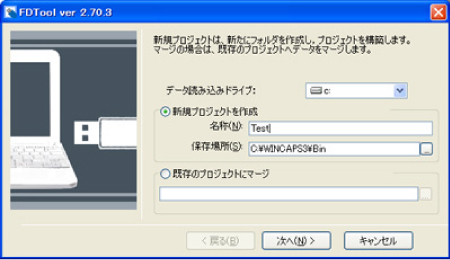 FDTool ver 2.70.3
新規プロジェクトは、新たにフォルダを作成し、プロジェクトを構築します。
マージの場合は、既存のプロジェクトへデータをマージします。
データ読み込みドライブ: c:
新規プロジェクトを作成
名称(N): Test
保存場所(S): C:¥WINCAPS3¥Bin ...
既存のプロジェクトにマージ
< 戻る(B) 次へ(N) > キャンセル